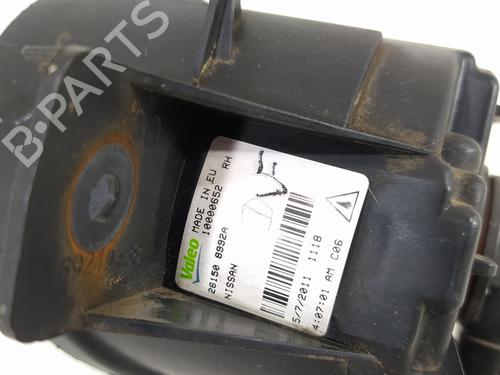 B-PARTS
Valeo
MADE IN EU
10000652 RH
26150 8992A
NISSAN
5/7/2011 1118
4:07:01 AM C06